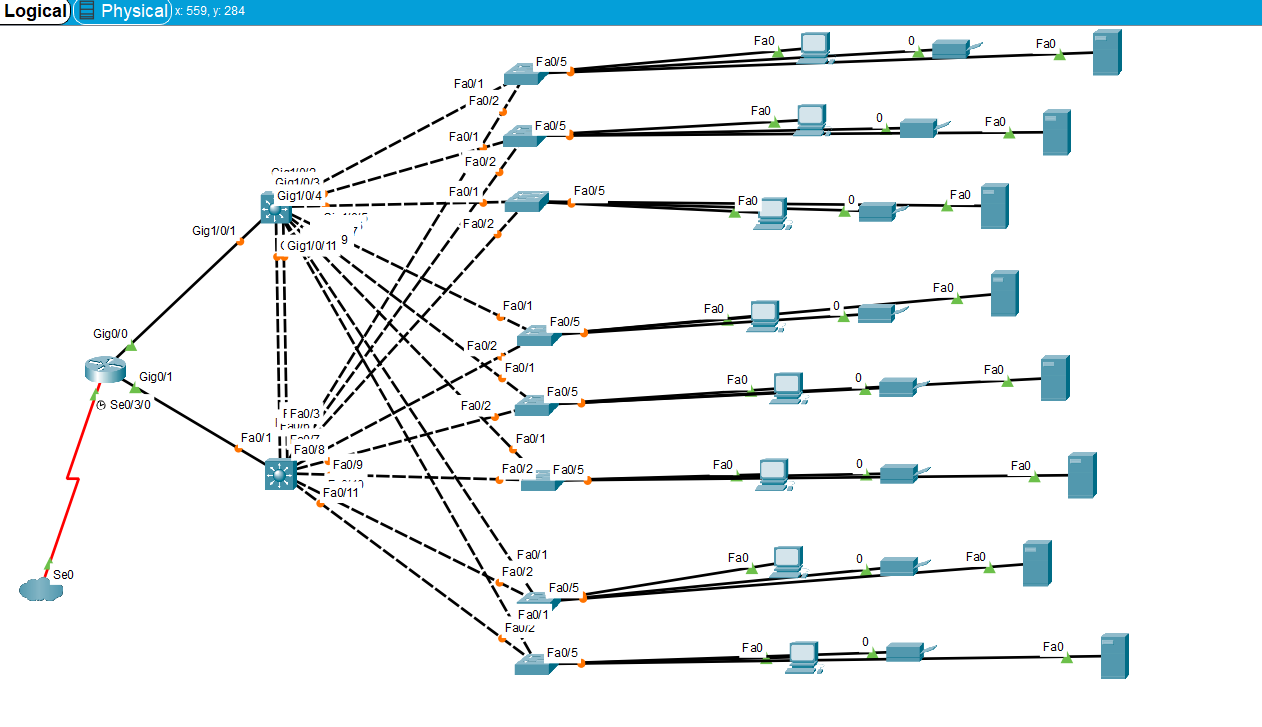 Logical Physical x: 559, y: 284
Fa0 0 Fa0
Fa0/5
Fa0/1
Fa0/2
Fa0 0 Fa0
Fa0/5
Fa0/1
Fa0/2
Gig1/0/3
Gig1/0/4
Fa0/1 Fa0/5 Fa0 0 Fa0
Fa0/2
Gig1/0/1
Gig1/0/11 9
Fa0/1 Fa0/5 Fa0 0 Fa0
Gig0/0
Fa0/2
Fa0/1
Gig0/1
Se0/3/0
Fa0/2 Fa0/5 Fa0 0 Fa0
Fa0/3
Fa0/1 Fa0/8 Fa0/1
Fa0/9 Fa0/2 Fa0/5 Fa0 0 Fa0
Fa0/11
Fa0/1
Se0 Fa0/2 Fa0/5 Fa0 0 Fa0
Fa0/1
Fa0/2
Fa0/5 Fa0 0 Fa0